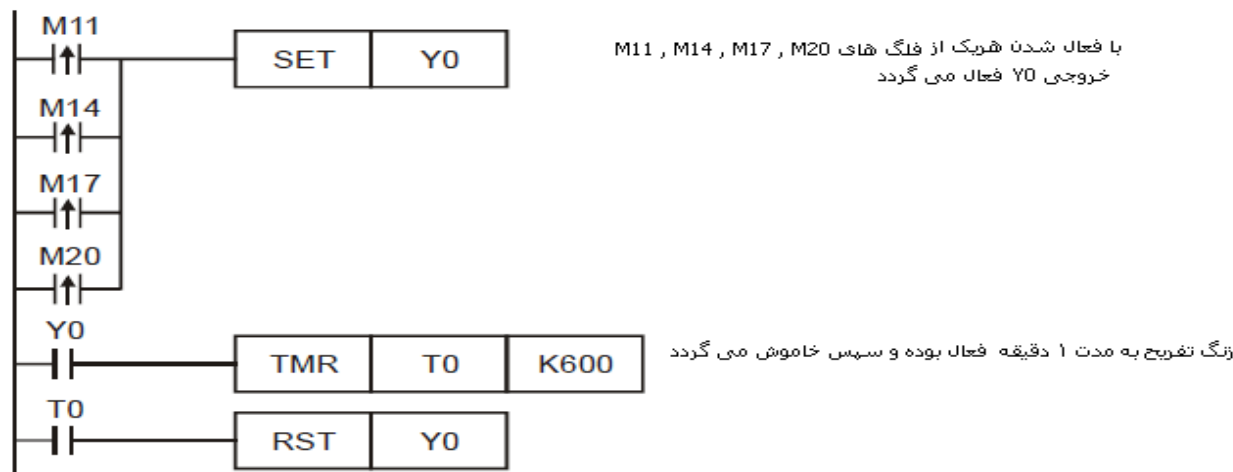 M11
SET Y0
با فعال شدن هریک از فلگ های M11 , M14 , M17 , M20
خروجی Y0 فعال می گردد
M14
M17
M20
Y0
TMR T0 K600
زنگ تفریح به مدت ۱ دقیقه فعال بوده و سپس خاموش می گردد
T0
RST Y0